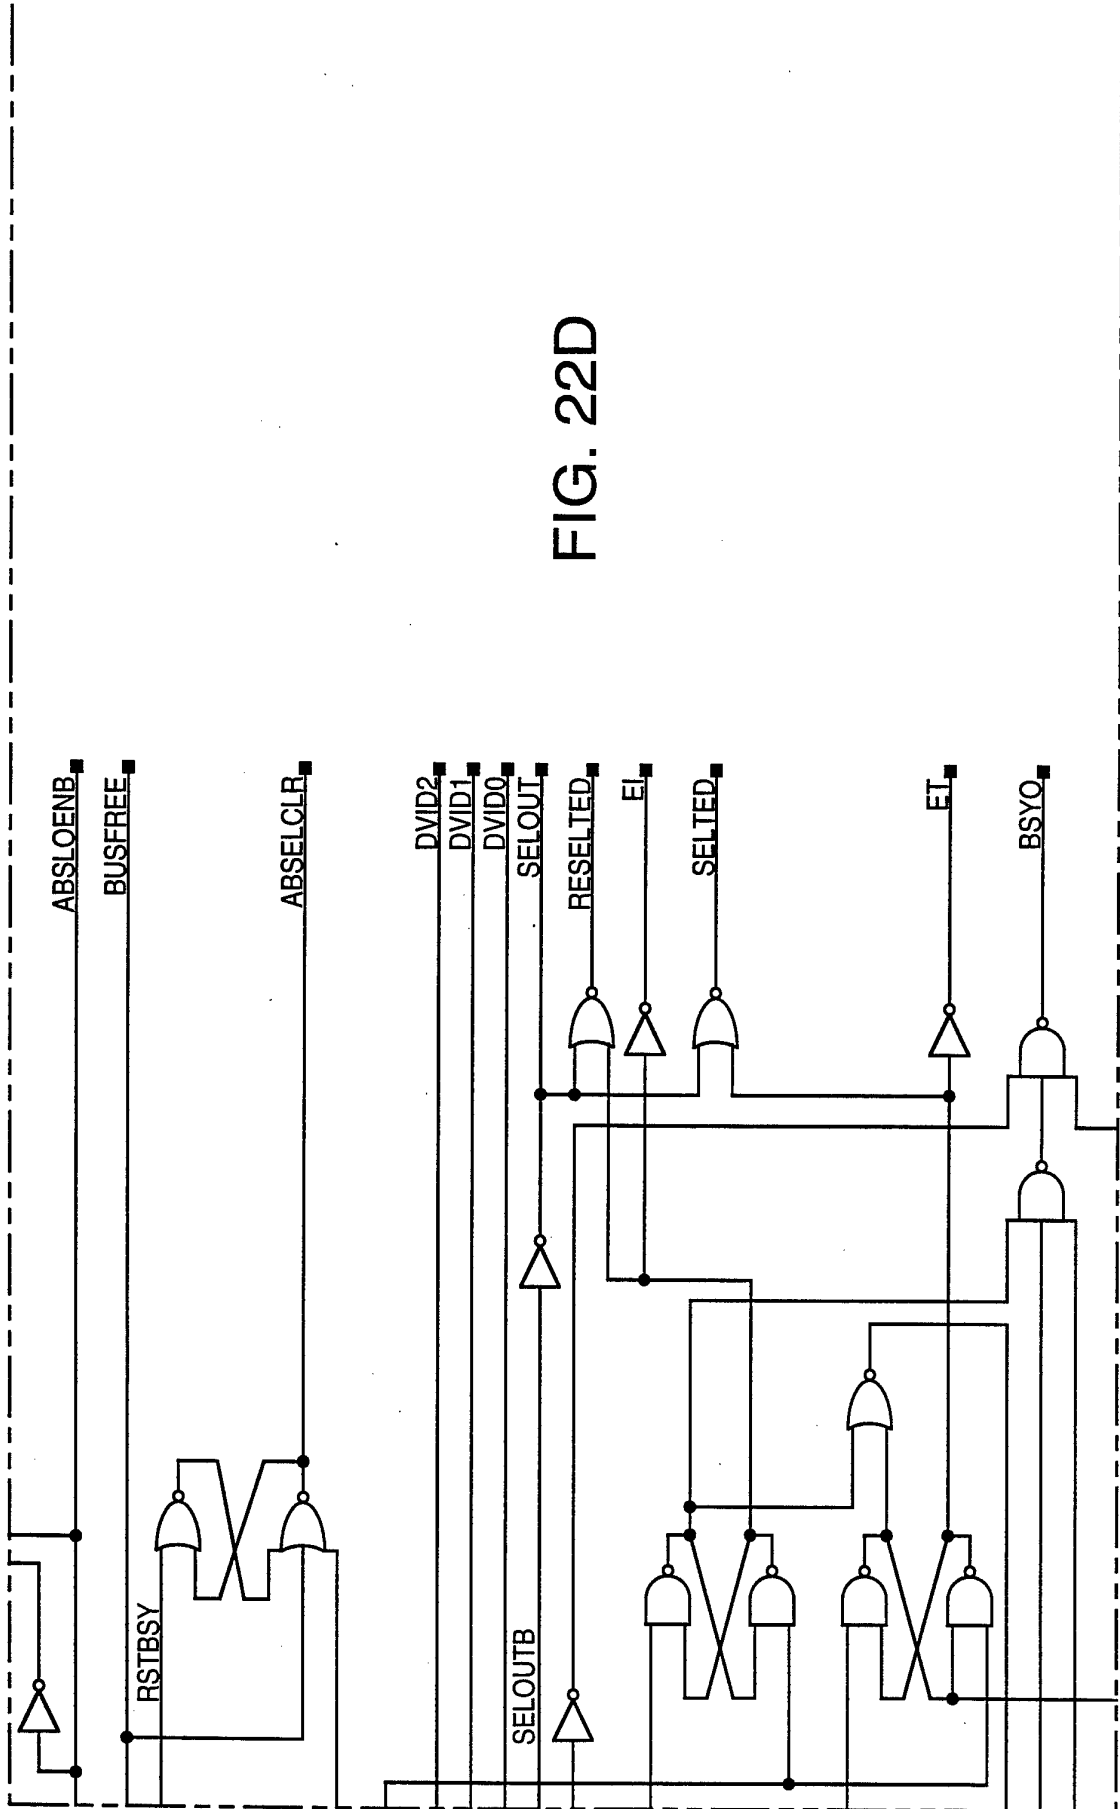 ABSLOENB
BUSFREE
RSTBSY
ABSELCLR
DVID2
DVID1
DVID0
SELOUTB
SELOUT
RESELTED
EI
SELTED
ET
BSYO
FIG. 22D